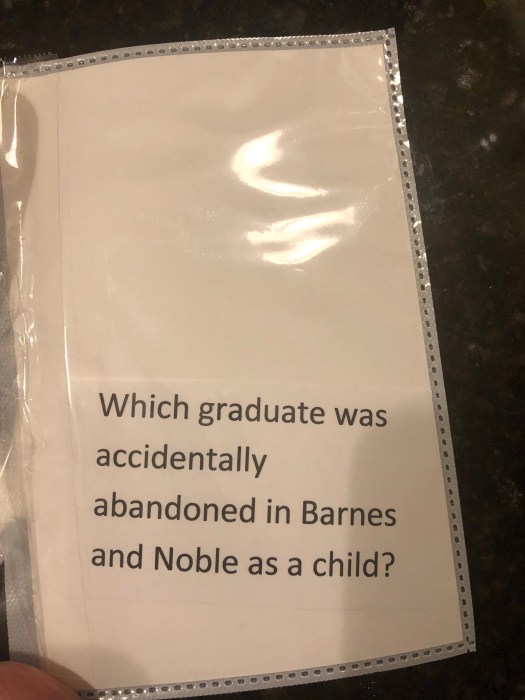 Which graduate was
accidentally
abandoned in Barnes
and Noble as a child?